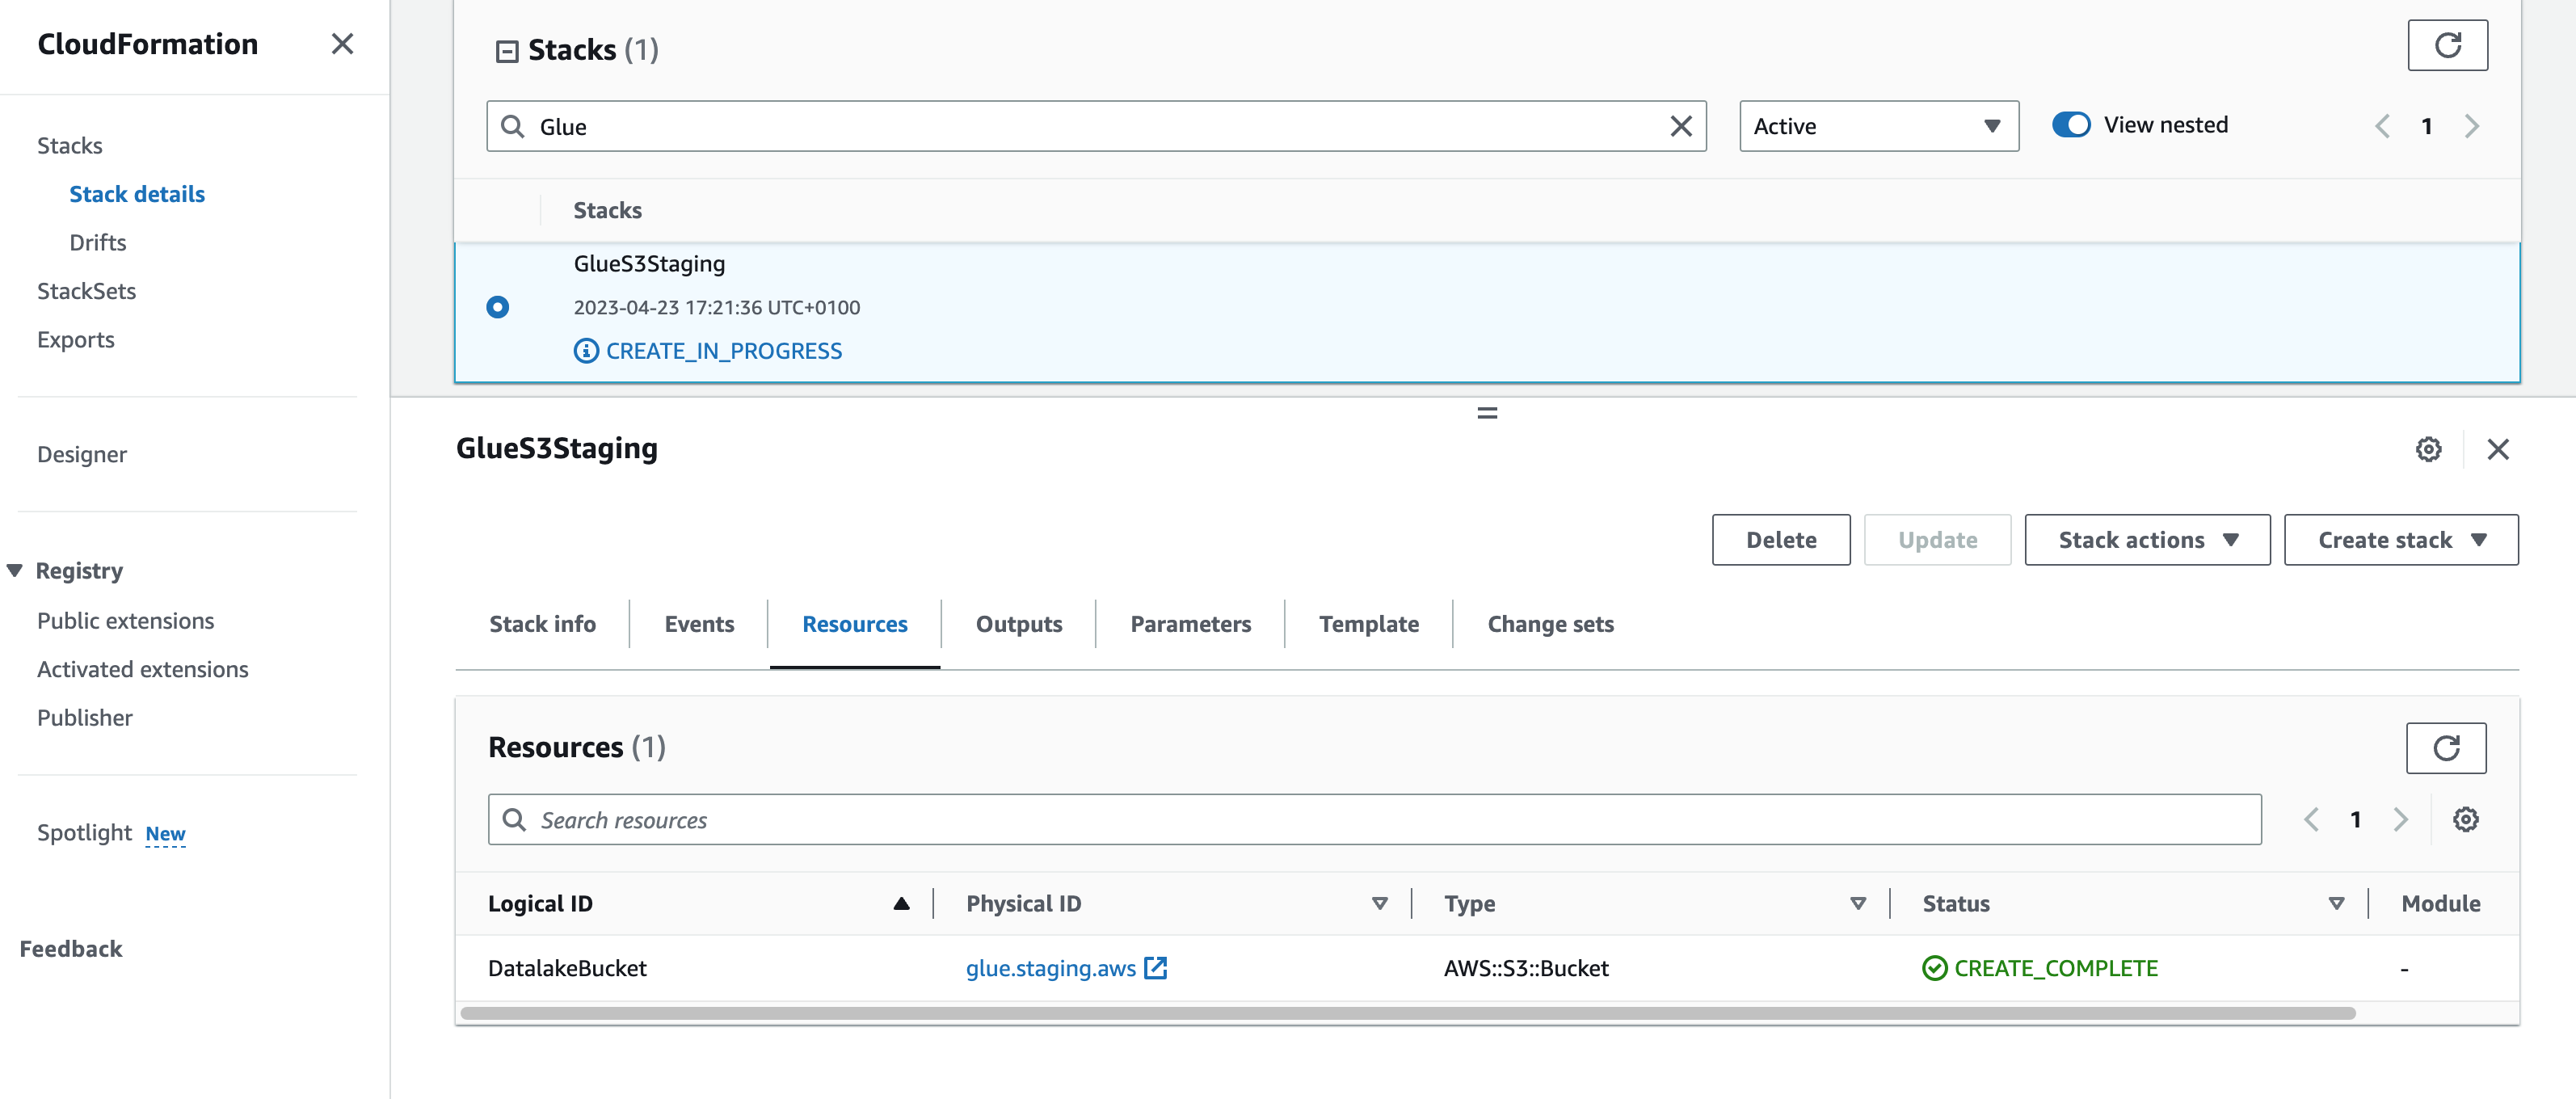 CloudFormation
Stacks
Stack details
Drifts
StackSets
Exports
Designer
Registry
Public extensions
Activated extensions
Publisher
Spotlight New
Feedback
Stacks (1)
Glue
Active
View nested
1
Stacks
GlueS3Staging
2023-04-23 17:21:36 UTC+0100
CREATE_IN_PROGRESS
GlueS3Staging
Delete Update Stack actions Create stack
Stack info Events Resources Outputs Parameters Template Change sets
Resources (1)
Search resources
1
Logical ID Physical ID Type Status Module
DatalakeBucket glue.staging.aws AWS::S3::Bucket CREATE_COMPLETE -